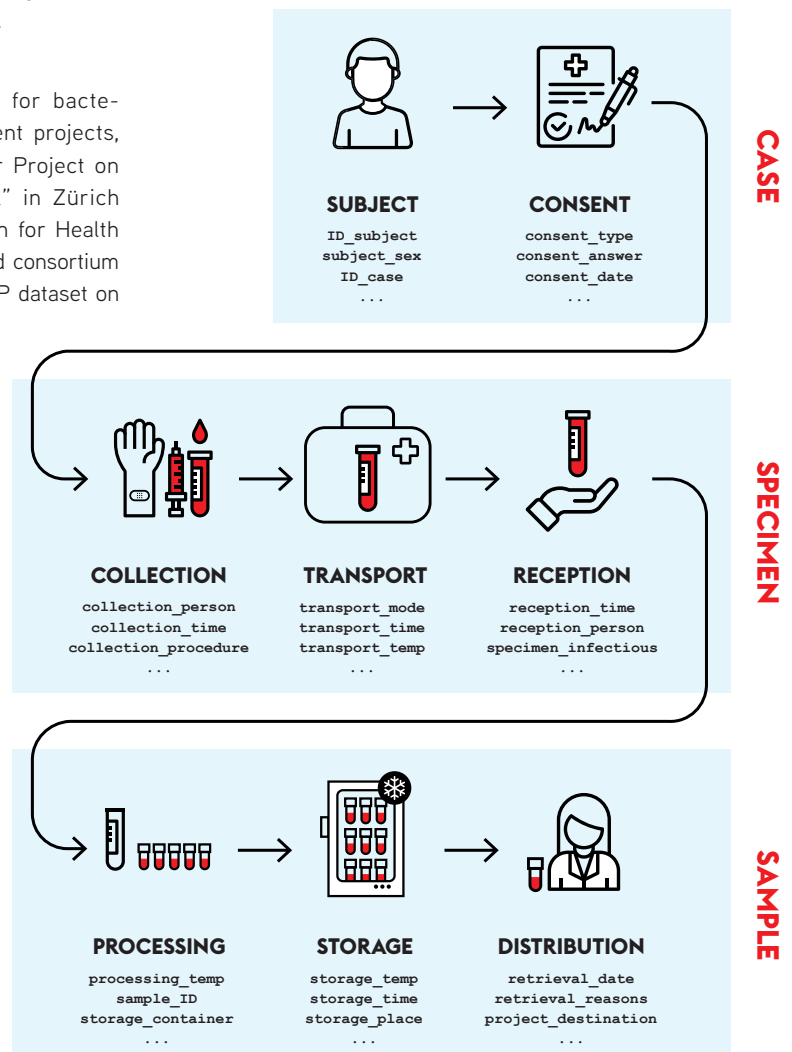 for bacte-
ent projects,
r Project on
” in Zürich
n for Health
d consortium
P dataset on
SUBJECT
ID_subject
subject_sex
ID_case
...
CONSENT
consent_type
consent_answer
consent_date
...
CASE
COLLECTION
collection_person
collection_time
collection_procedure
...
TRANSPORT
transport_mode
transport_time
transport_temp
...
RECEPTION
reception_time
reception_person
specimen_infectious
...
SPECIMEN
PROCESSING
processing_temp
sample_ID
storage_container
...
STORAGE
storage_temp
storage_time
storage_place
...
DISTRIBUTION
retrieval_date
retrieval_reasons
project_destination
...
SAMPLE